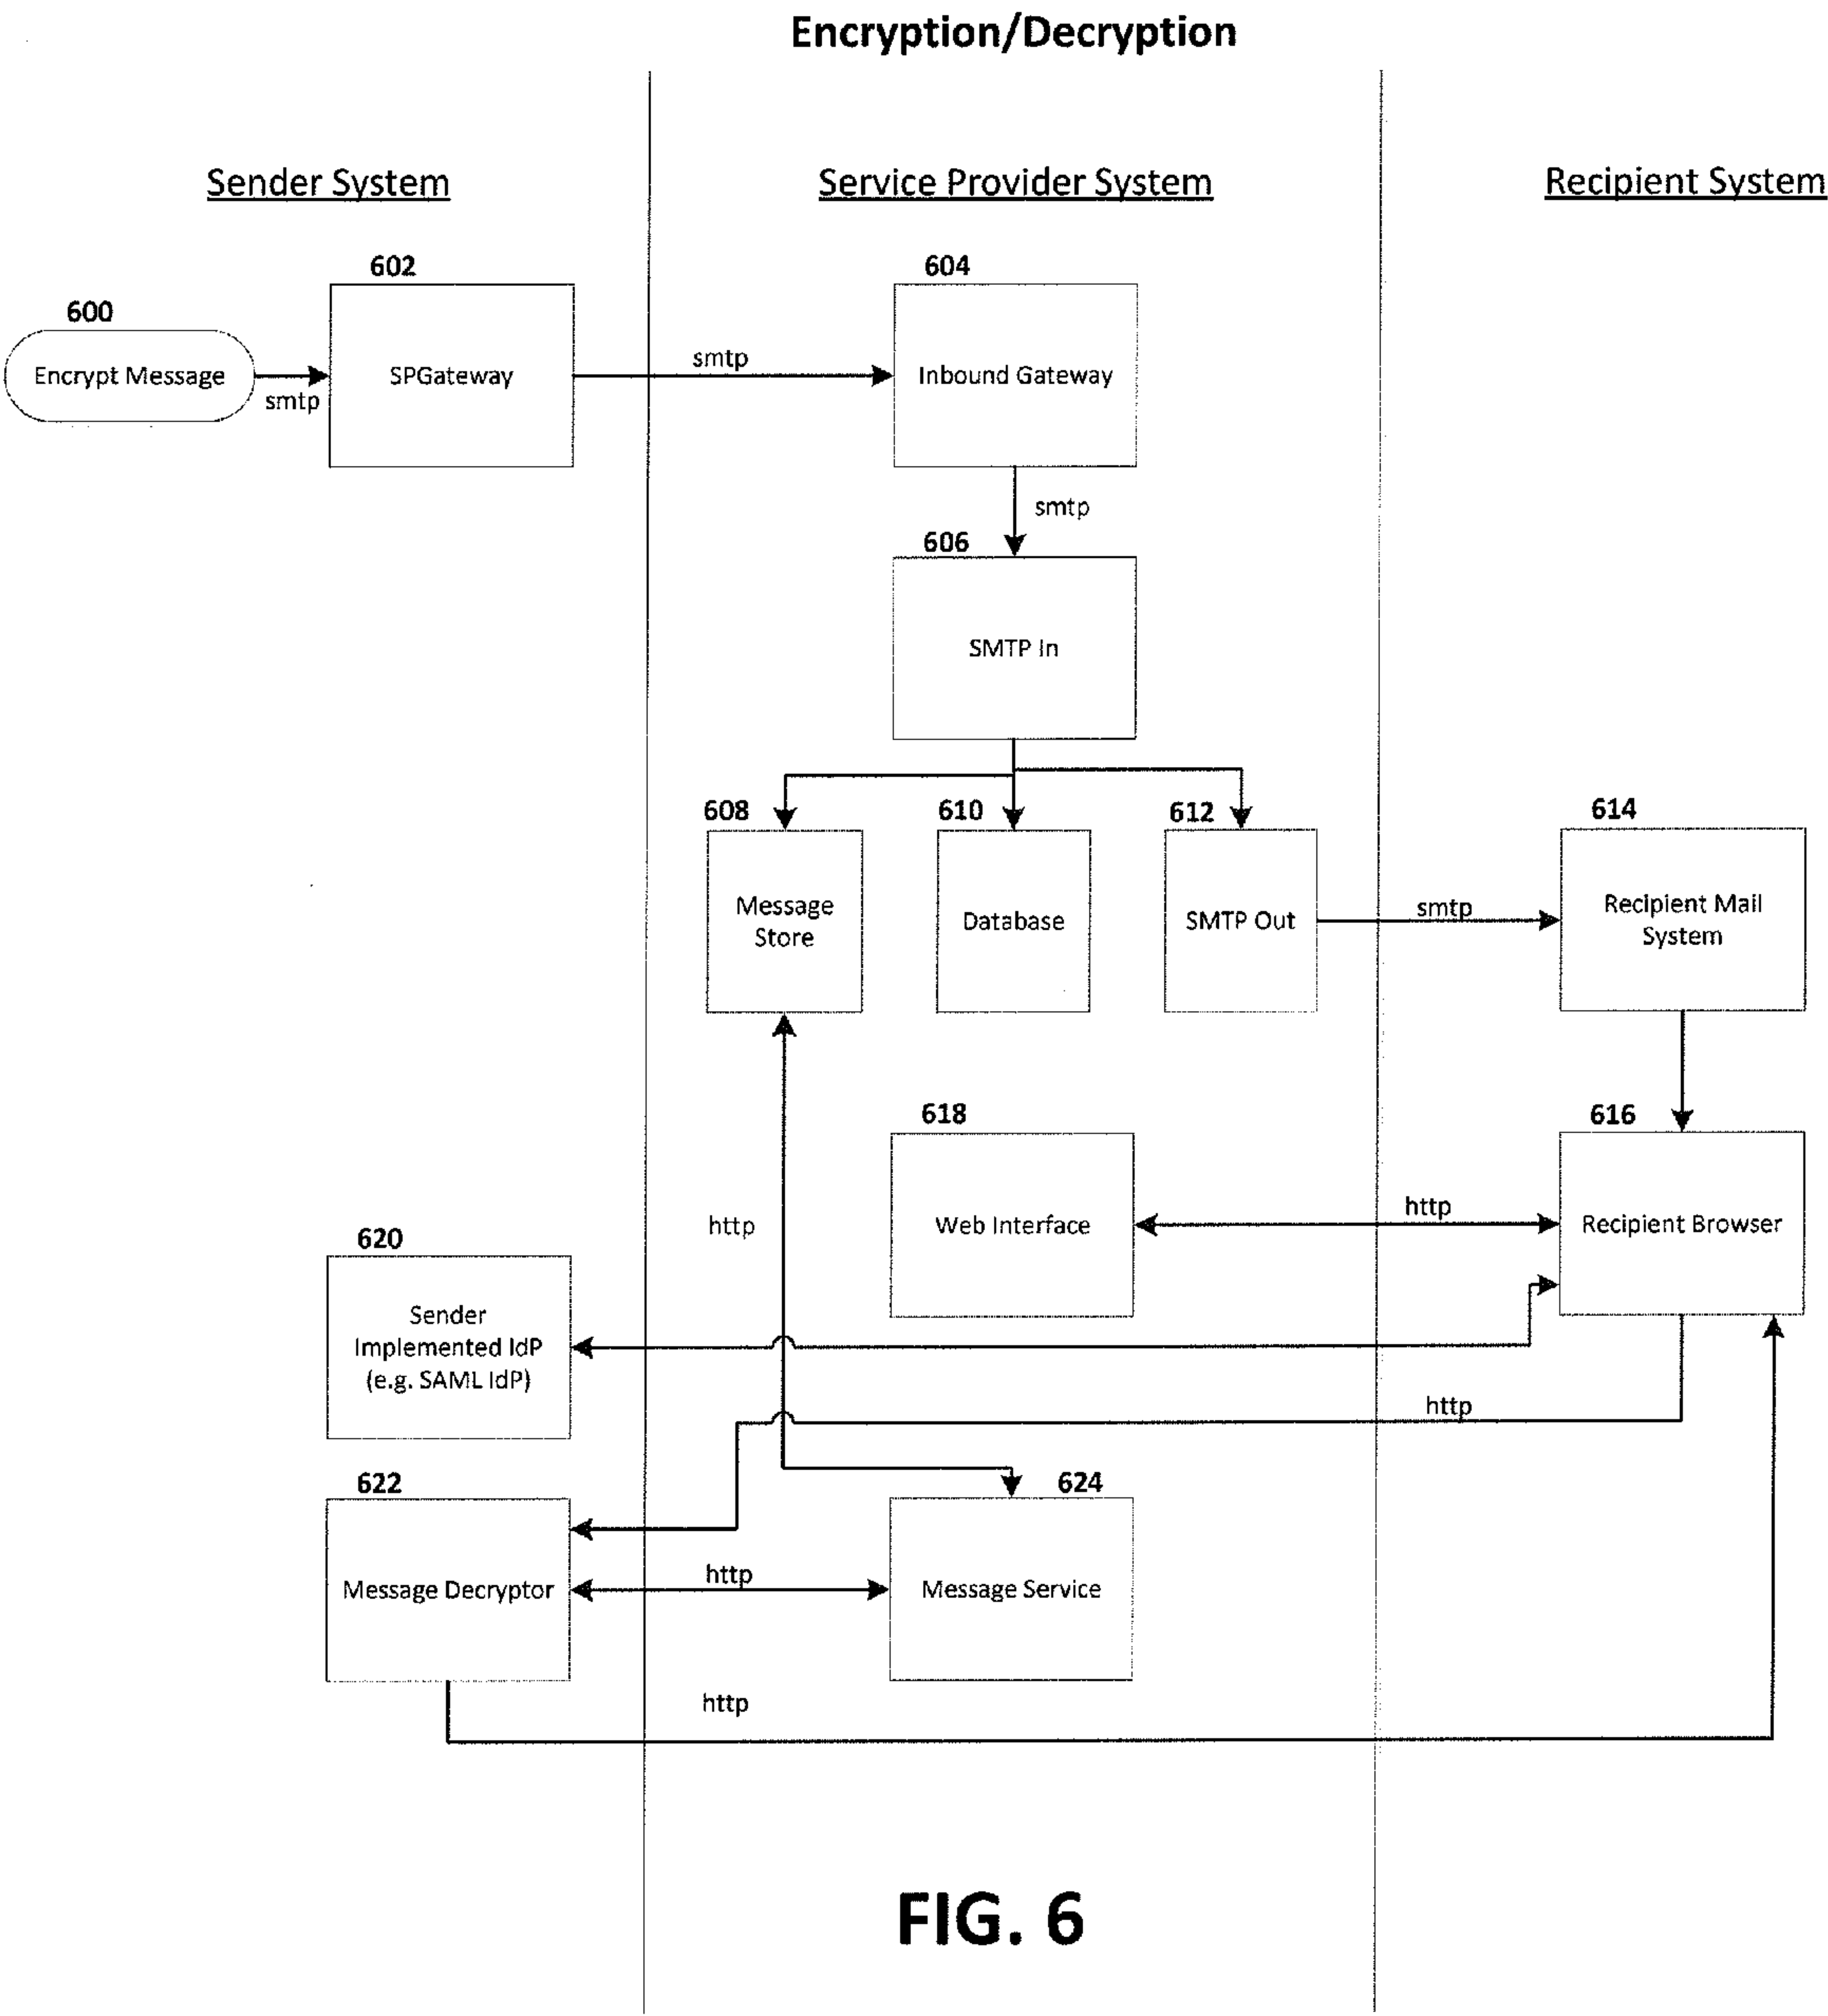 Encryption/Decryption
Sender System
Service Provider System
Recipient System
600
Encrypt Message
smtp
602
SPGateway
smtp
604
Inbound Gateway
smtp
606
SMTP In
608
Message
Store
610
Database
612
SMTP Out
smtp
614
Recipient Mail
System
616
Recipient Browser
618
Web Interface
http
http
620
Sender
Implemented IdP
(e.g. SAML IdP)
http
622
Message Decryptor
http
624
Message Service
http
FIG. 6